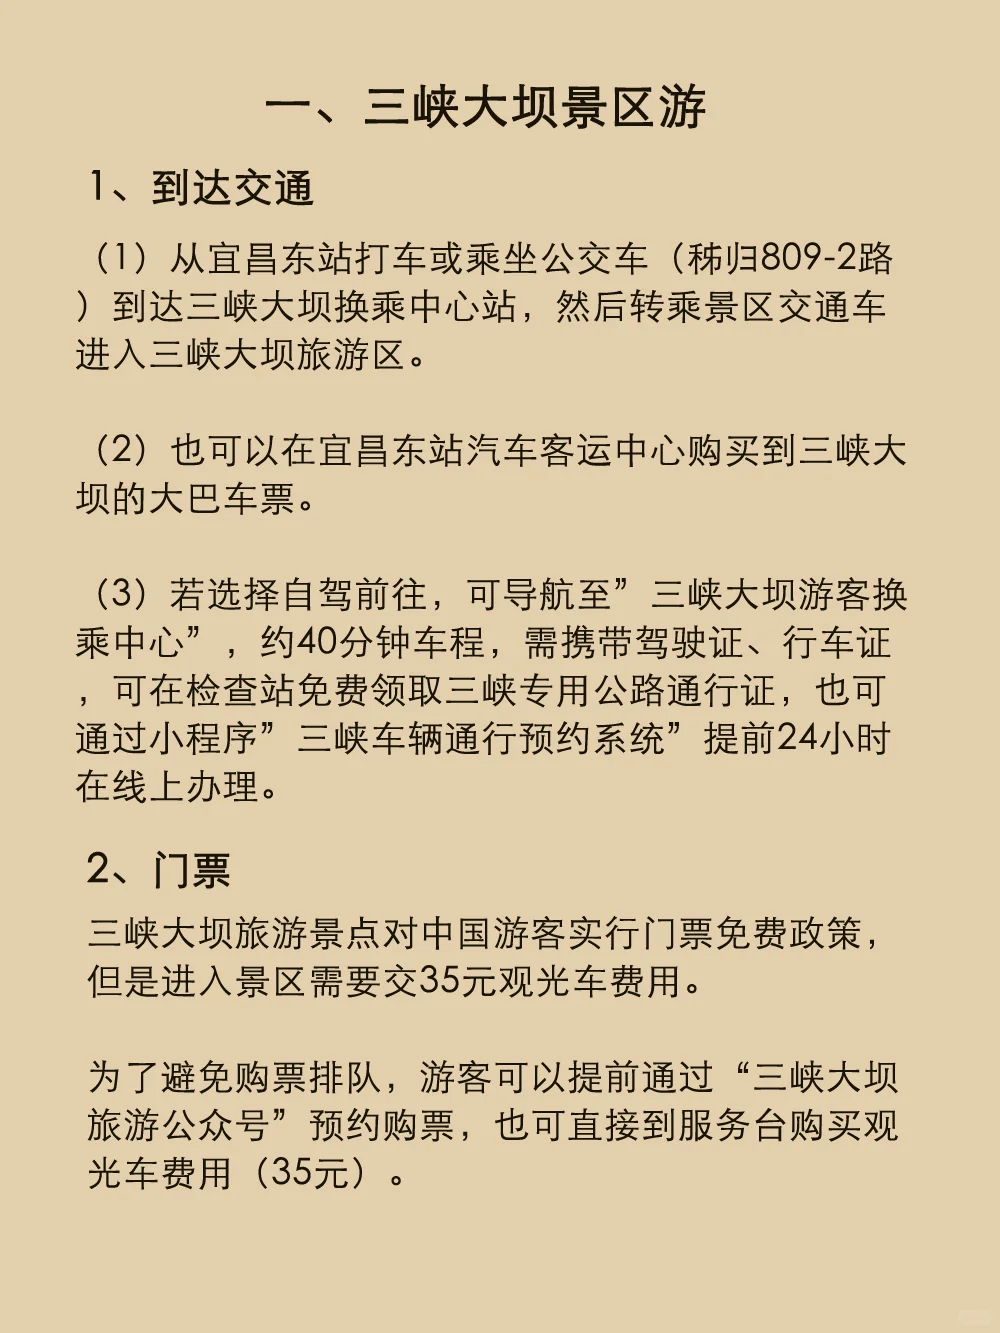 一、三峡大坝景区游
1、到达交通
（1）从宜昌东站打车或乘坐公交车（秭归809-2路
）到达三峡大坝换乘中心站，然后转乘景区交通车
进入三峡大坝旅游区。
（2）也可以在宜昌东站汽车客运中心购买到三峡大
坝的大巴车票。
（3）若选择自驾前往，可导航至”三峡大坝游客换
乘中心”，约40分钟车程，需携带驾驶证、行车证
，可在检查站免费领取三峡专用公路通行证，也可
通过小程序”三峡车辆通行预约系统”提前24小时
在线上办理。
2、门票
三峡大坝旅游景点对中国游客实行门票免费政策，
但是进入景区需要交35元观光车费用。
为了避免购票排队，游客可以提前通过“三峡大坝
旅游公众号”预约购票，也可直接到服务台购买观
光车费用（35元）。